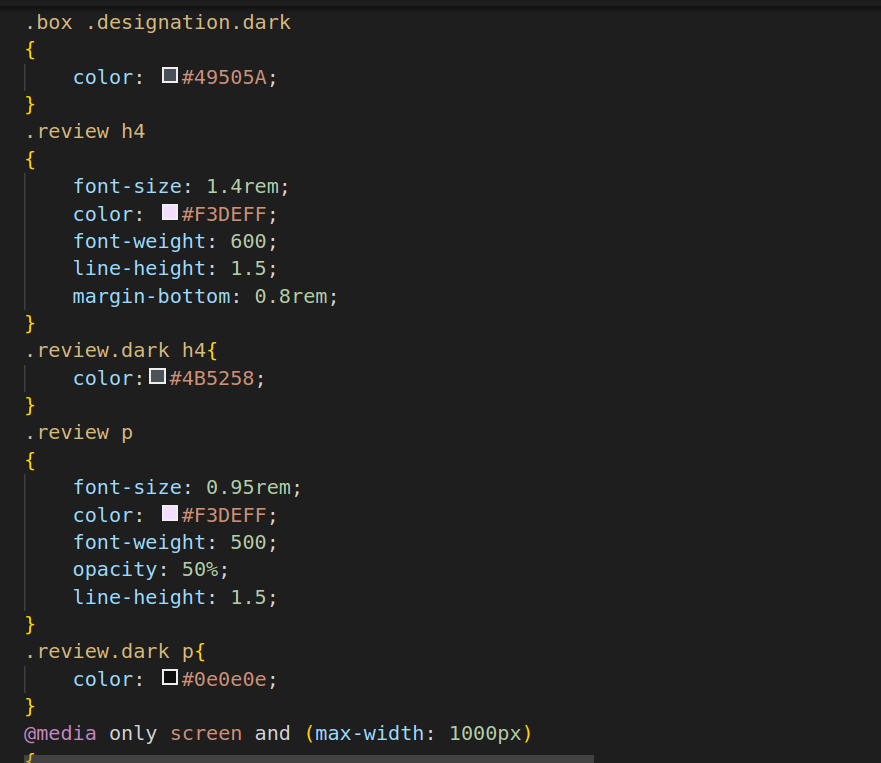 .box .designation.dark
{
    color: #49505A;
}
.review h4
{
    font-size: 1.4rem;
    color: #F3DEFF;
    font-weight: 600;
    line-height: 1.5;
    margin-bottom: 0.8rem;
}
.review.dark h4{
    color:#4B5258;
}
.review p
{
    font-size: 0.95rem;
    color: #F3DEFF;
    font-weight: 500;
    opacity: 50%;
    line-height: 1.5;
}
.review.dark p{
    color: #0e0e0e;
}
@media only screen and (max-width: 1000px)
{